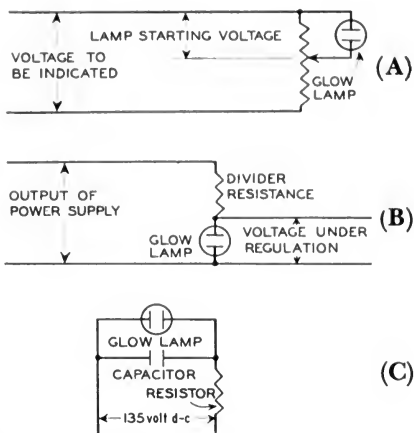 LAMP STARTING VOLTAGE
VOLTAGE TO
BE INDICATED
GLOW
LAMP
(A)
DIVIDER
RESISTANCE
OUTPUT OF
POWER SUPPLY
GLOW
LAMP
VOLTAGE UNDER
REGULATION
(B)
GLOW LAMP
CAPACITOR
RESISTOR
135 volt d-c
(C)